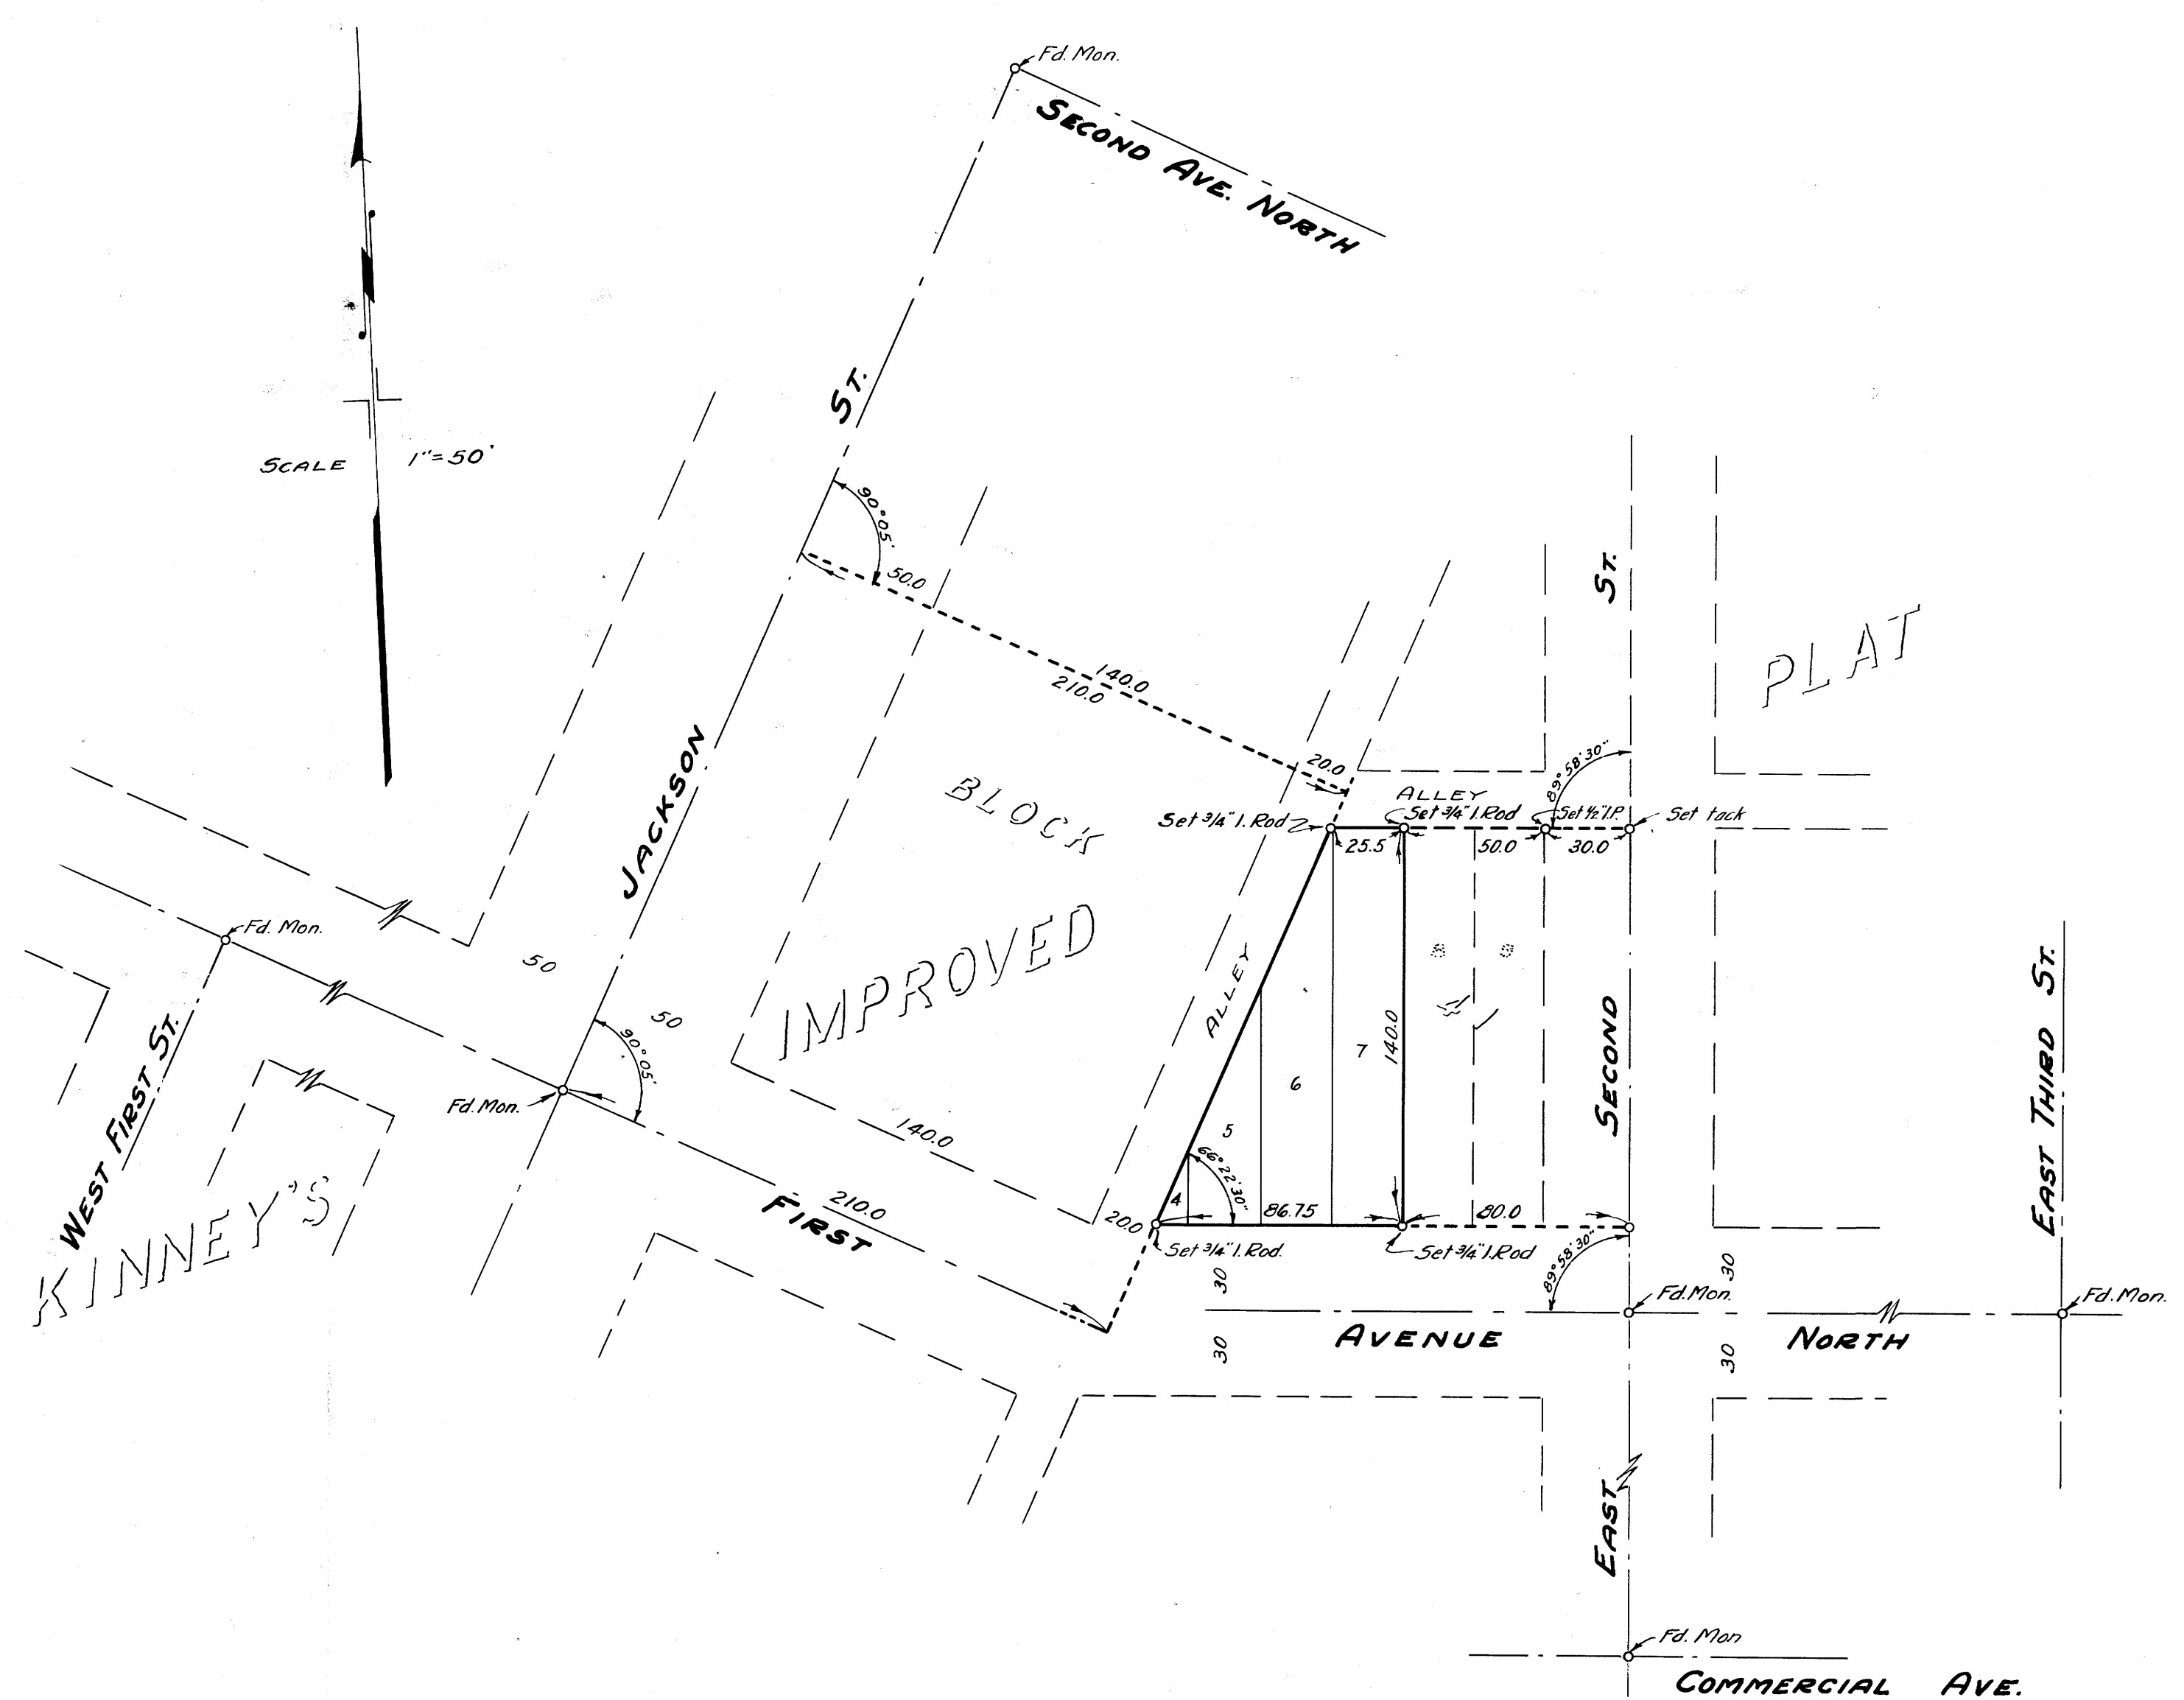 Fd. Mon.
SECOND AVE. NORTH
SCALE 1"=50'
ST.
90°05'
50.0
140.0
210.0
20.0
ST.
PLAT
JACKSON
BLOCK
89°58'30"
ALLEY
Set 3/4" I. Rod
Set 3/4" I. Rod
Set 1/2" I.P.
Set tack
25.5
50.0
30.0
Fd. Mon.
50
50
IMPROVED
ALLEY
8
9
7
140.0
6
SECOND
EAST THIRD ST.
WEST FIRST ST.
Fd. Mon.
90°05'
140.0
5
66°22'30"
4
86.75
80.0
20.0
KINNEY'S
210.0
FIRST
Set 3/4" I. Rod.
Set 3/4" I. Rod
89°58'30"
30
30
Fd. Mon.
Fd. Mon.
AVENUE
NORTH
30
30
EAST
Fd. Mon
COMMERCIAL AVE.